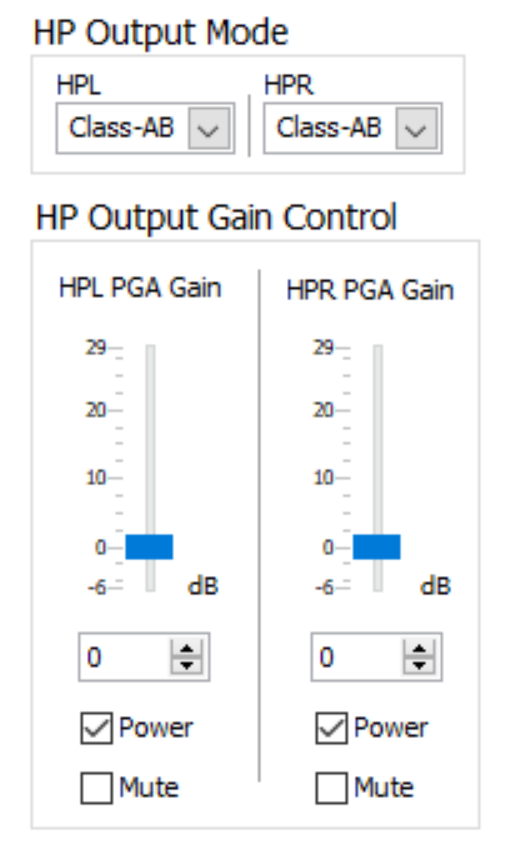 HP Output Mode
HPL HPR
Class-AB Class-AB
HP Output Gain Control
HPL PGA Gain HPR PGA Gain
29 29
20 20
10 10
0 0
-6 dB -6 dB
0 0
Power Power
Mute Mute